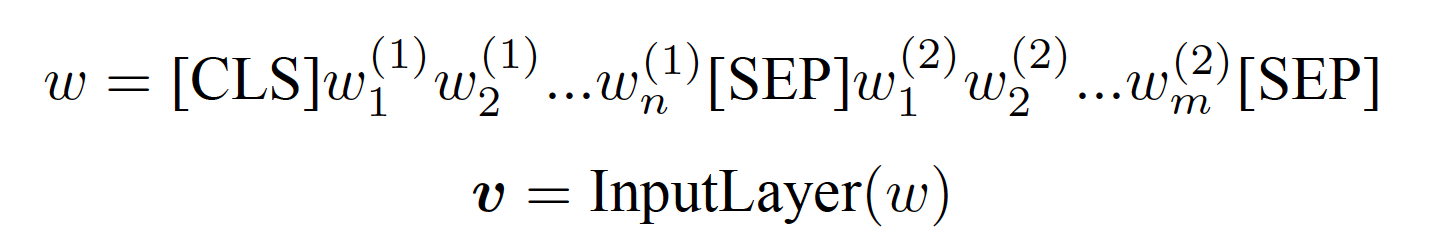 w = [CLS]w_1^{(1)} w_2^{(1)} ... w_n^{(1)}[SEP]w_1^{(2)} w_2^{(2)} ... w_m^{(2)}[SEP]
v = InputLayer(w)